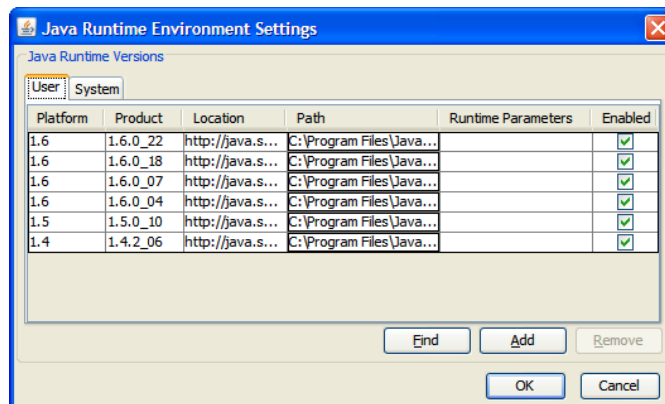 Java Runtime Environment Settings
Java Runtime Versions
User System
Platform Product Location Path Runtime Parameters Enabled
1.6 1.6.0_22 http://java.s... C:\Program Files\Java...
1.6 1.6.0_18 http://java.s... C:\Program Files\Java...
1.6 1.6.0_07 http://java.s... C:\Program Files\Java...
1.6 1.6.0_04 http://java.s... C:\Program Files\Java...
1.5 1.5.0_10 http://java.s... C:\Program Files\Java...
1.4 1.4.2_06 http://java.s... C:\Program Files\Java...
Find Add Remove
OK Cancel